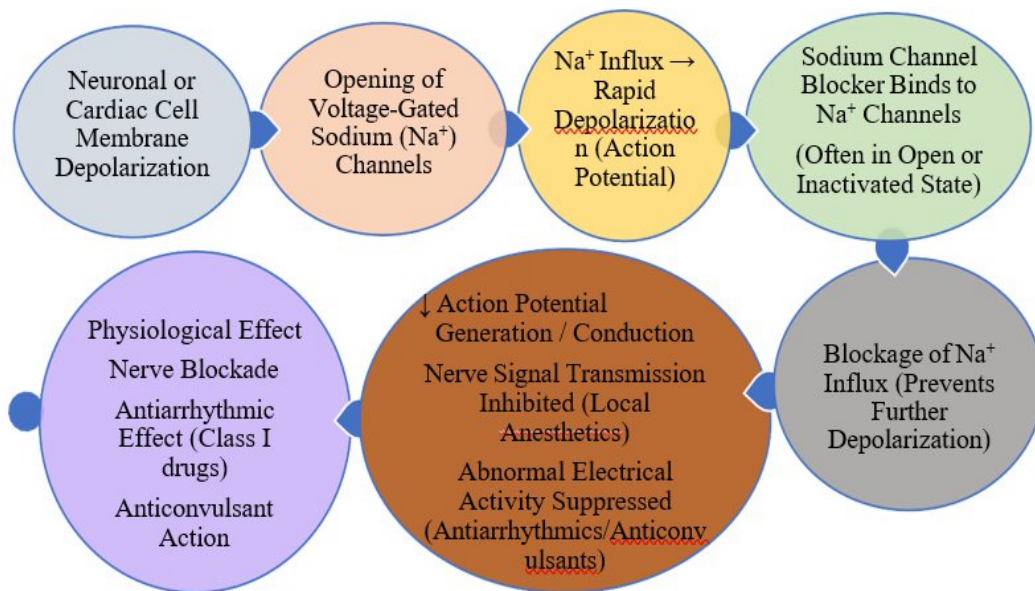 Neuronal or
Cardiac Cell
Membrane
Depolarization
Opening of
Voltage-Gated
Sodium (Na⁺)
Channels
Na⁺ Influx →
Rapid
Depolarizatio
n (Action
Potential)
Sodium Channel
Blocker Binds to
Na⁺ Channels
(Often in Open or
Inactivated State)
Blockage of Na⁺
Influx (Prevents
Further
Depolarization)
↓ Action Potential
Generation / Conduction
Nerve Signal Transmission
Inhibited (Local
Anesthetics)
Abnormal Electrical
Activity Suppressed
(Antiarrhythmics/Anticonv
ulsants)
Physiological Effect
Nerve Blockade
Antiarrhythmic
Effect (Class I
drugs)
Anticonvulsant
Action